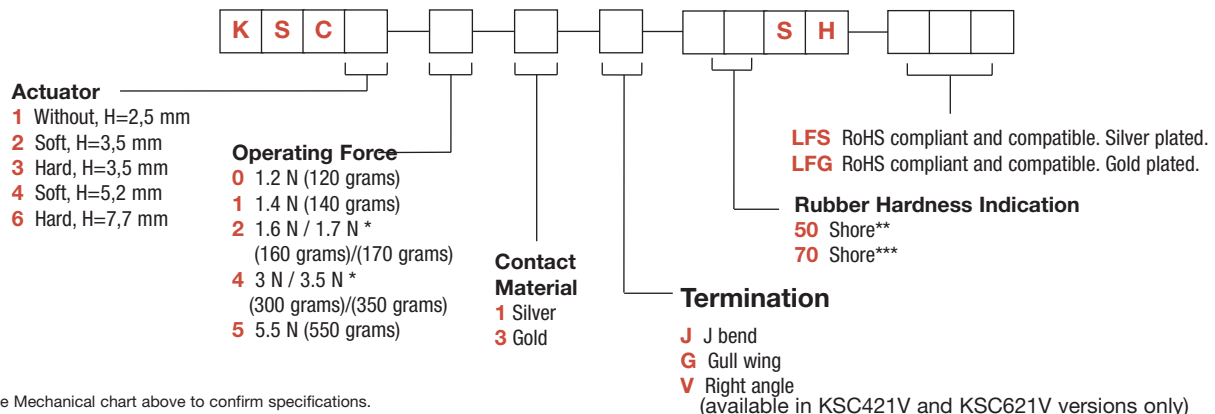 K S C S H
Actuator
1 Without, H=2,5 mm
2 Soft, H=3,5 mm
3 Hard, H=3,5 mm
4 Soft, H=5,2 mm
6 Hard, H=7,7 mm
Operating Force
0 1.2 N (120 grams)
1 1.4 N (140 grams)
2 1.6 N / 1.7 N *
(160 grams)/(170 grams)
4 3 N / 3.5 N *
(300 grams)/(350 grams)
5 5.5 N (550 grams)
Contact
Material
1 Silver
3 Gold
Termination
J J bend
G Gull wing
V Right angle
(available in KSC421V and KSC621V versions only)
Rubber Hardness Indication
50 Shore**
70 Shore***
LFS RoHS compliant and compatible. Silver plated.
LFG RoHS compliant and compatible. Gold plated.
e Mechanical chart above to confirm specifications.